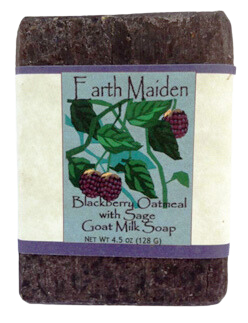 Earth Maiden
Blackberry Oatmeal
with Sage
Goat Milk Soap
NET WT 4.5 oz (128 G)